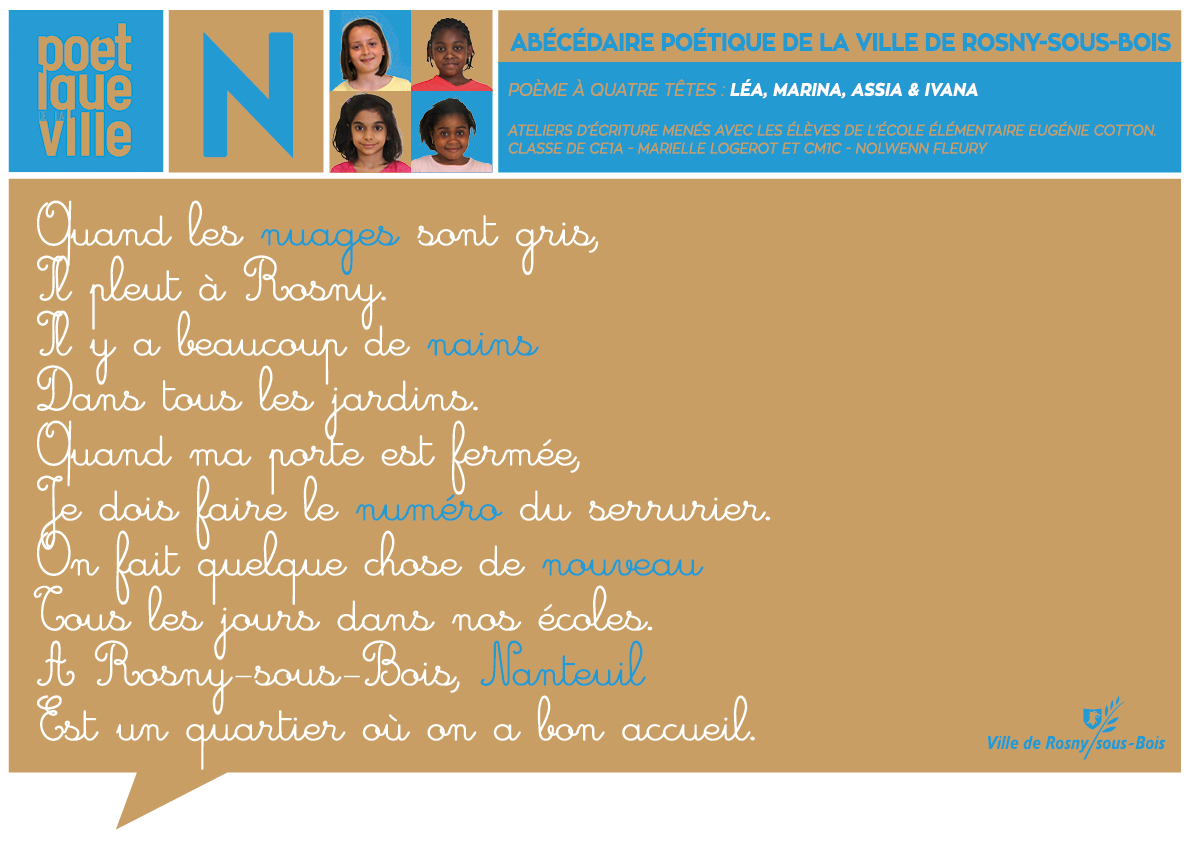 poet
ique
DE LA
ville
N
ABÉCÉDAIRE POÉTIQUE DE LA VILLE DE ROSNY-SOUS-BOIS
POÈME À QUATRE TÊTES : LÉA, MARINA, ASSIA & IVANA
ATELIERS D'ÉCRITURE MENÉS AVEC LES ÉLÈVES DE L'ÉCOLE ÉLÉMENTAIRE EUGÉNIE COTTON.
CLASSE DE CE1A - MARIELLE LOGEROT ET CM1C - NOLWENN FLEURY
Quand les nuages sont gris,
Il pleut à Rosny.
Il y a beaucoup de nains
Dans tous les jardins.
Quand ma porte est fermée,
Je dois faire le numéro du serrurier.
On fait quelque chose de nouveau
Tous les jours dans nos écoles.
A Rosny-sous-Bois, Nanteuil
Est un quartier où on a bon accueil.
Ville de Rosny/sous-Bois